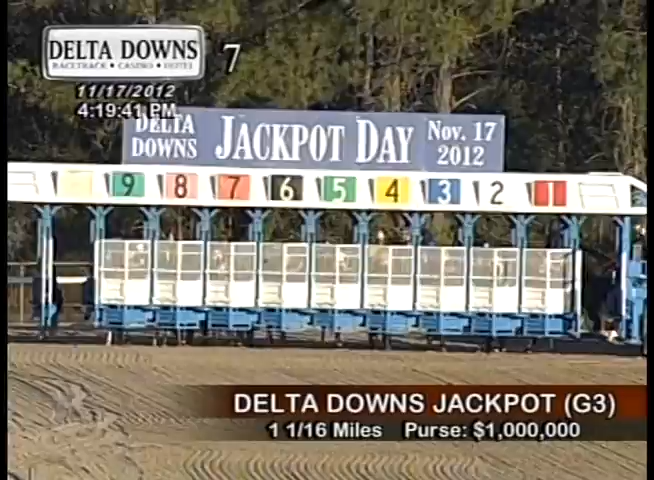 DELTA DOWNS
RACETRACK • CASINO • HOTEL
7
11/17/2012
4:19:41 PM
DELTA DOWNS JACKPOT DAY Nov. 17 2012
9 8 7 6 5 4 3 2 1
DELTA DOWNS JACKPOT (G3)
1 1/16 Miles Purse: $1,000,000